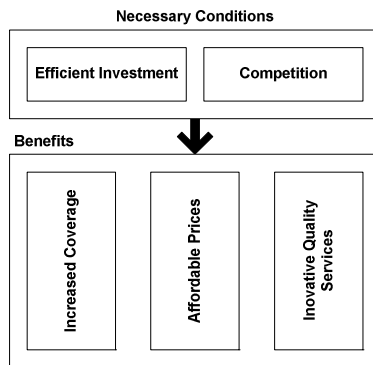 Necessary Conditions
Efficient Investment
Competition
Benefits
Increased Coverage
Affordable Prices
Inovative Quality
Services